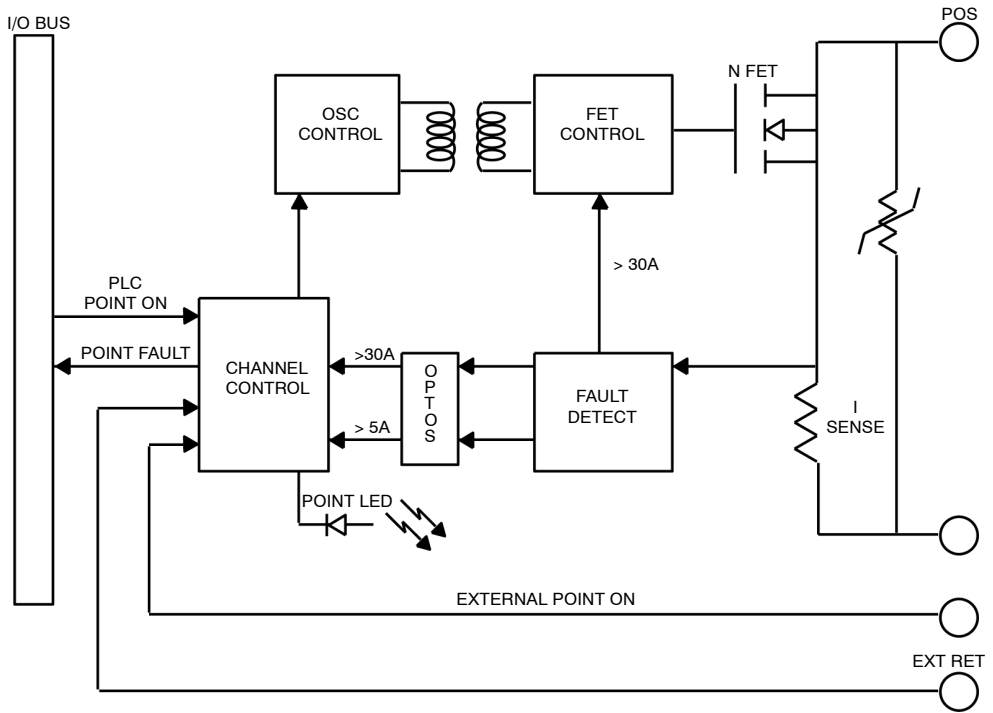 I/O BUS
POS
N FET
OSC
CONTROL
FET
CONTROL
> 30A
PLC
POINT ON
POINT FAULT
CHANNEL
CONTROL
>30A
> 5A
OPTOS
FAULT
DETECT
I
SENSE
POINT LED
EXTERNAL POINT ON
EXT RET